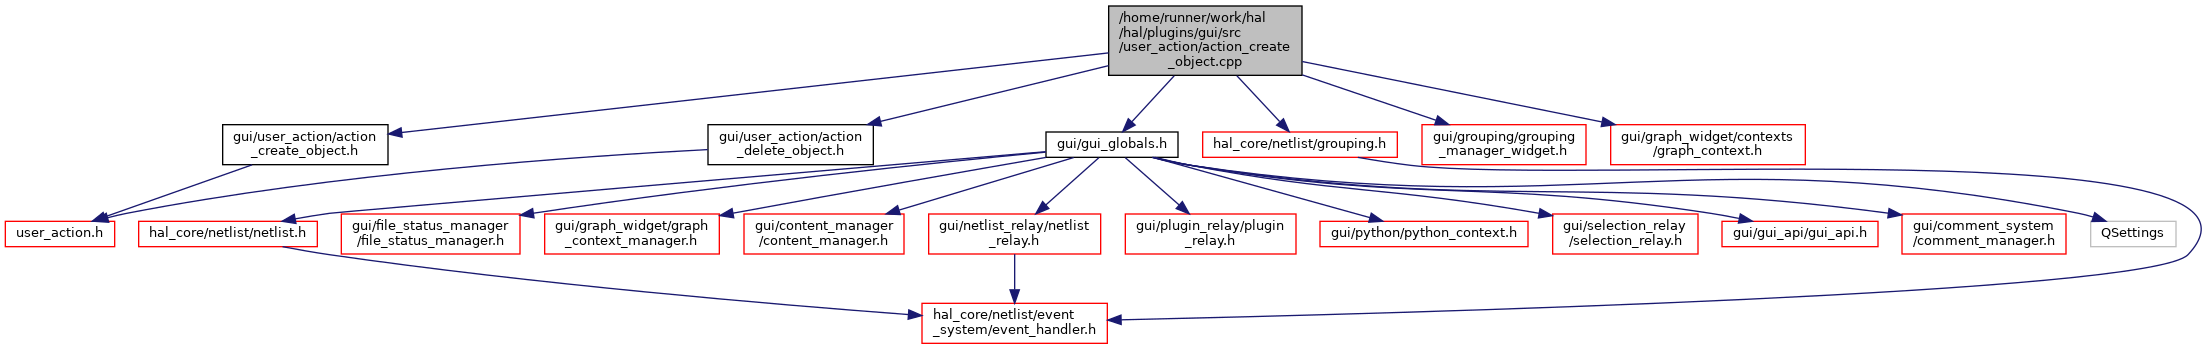 /home/runner/work/hal
/hal/plugins/gui/src
/user_action/action_create
_object.cpp
gui/user_action/action
_create_object.h
gui/user_action/action
_delete_object.h
gui/gui_globals.h
hal_core/netlist/grouping.h
gui/grouping/grouping
_manager_widget.h
gui/graph_widget/contexts
/graph_context.h
user_action.h
hal_core/netlist/netlist.h
gui/file_status_manager
/file_status_manager.h
gui/graph_widget/graph
_context_manager.h
gui/content_manager
/content_manager.h
gui/netlist_relay/netlist
_relay.h
gui/plugin_relay/plugin
_relay.h
gui/python/python_context.h
gui/selection_relay
/selection_relay.h
gui/gui_api/gui_api.h
gui/comment_system
/comment_manager.h
QSettings
hal_core/netlist/event
_system/event_handler.h